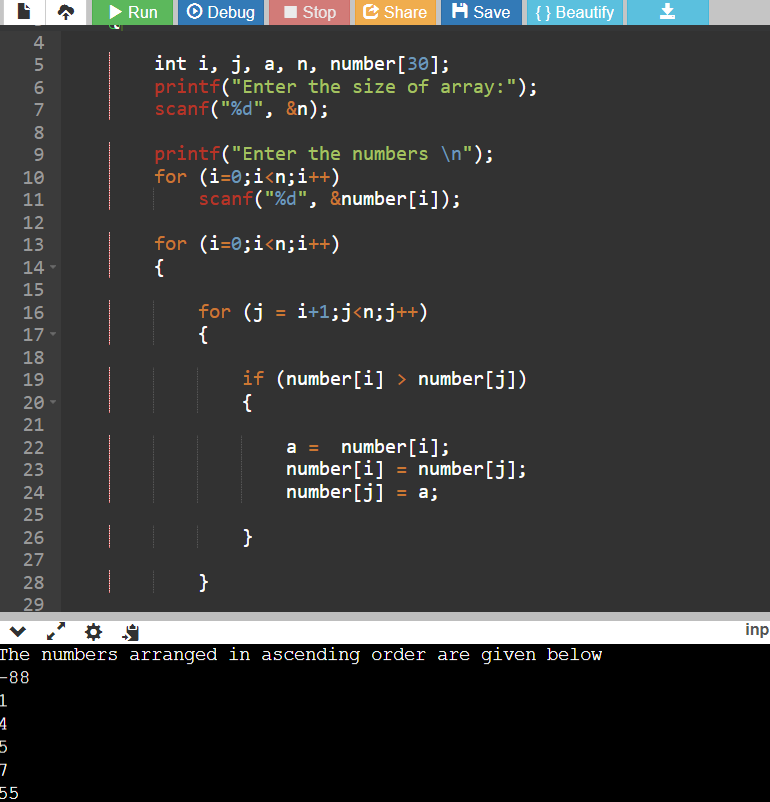 Run Debug Stop Share Save {} Beautify
4
5 int i, j, a, n, number[30];
6 printf("Enter the size of array:");
7 scanf("%d", &n);
8
9 printf("Enter the numbers \n");
10 for (i=0;i<n;i++)
11 scanf("%d", &number[i]);
12
13 for (i=0;i<n;i++)
14 {
15
16 for (j = i+1;j<n;j++)
17 {
18
19 if (number[i] > number[j])
20 {
21
22 a =  number[i];
23 number[i] = number[j];
24 number[j] = a;
25
26 }
27
28 }
29
inp
The numbers arranged in ascending order are given below
-88
1
4
5
7
55